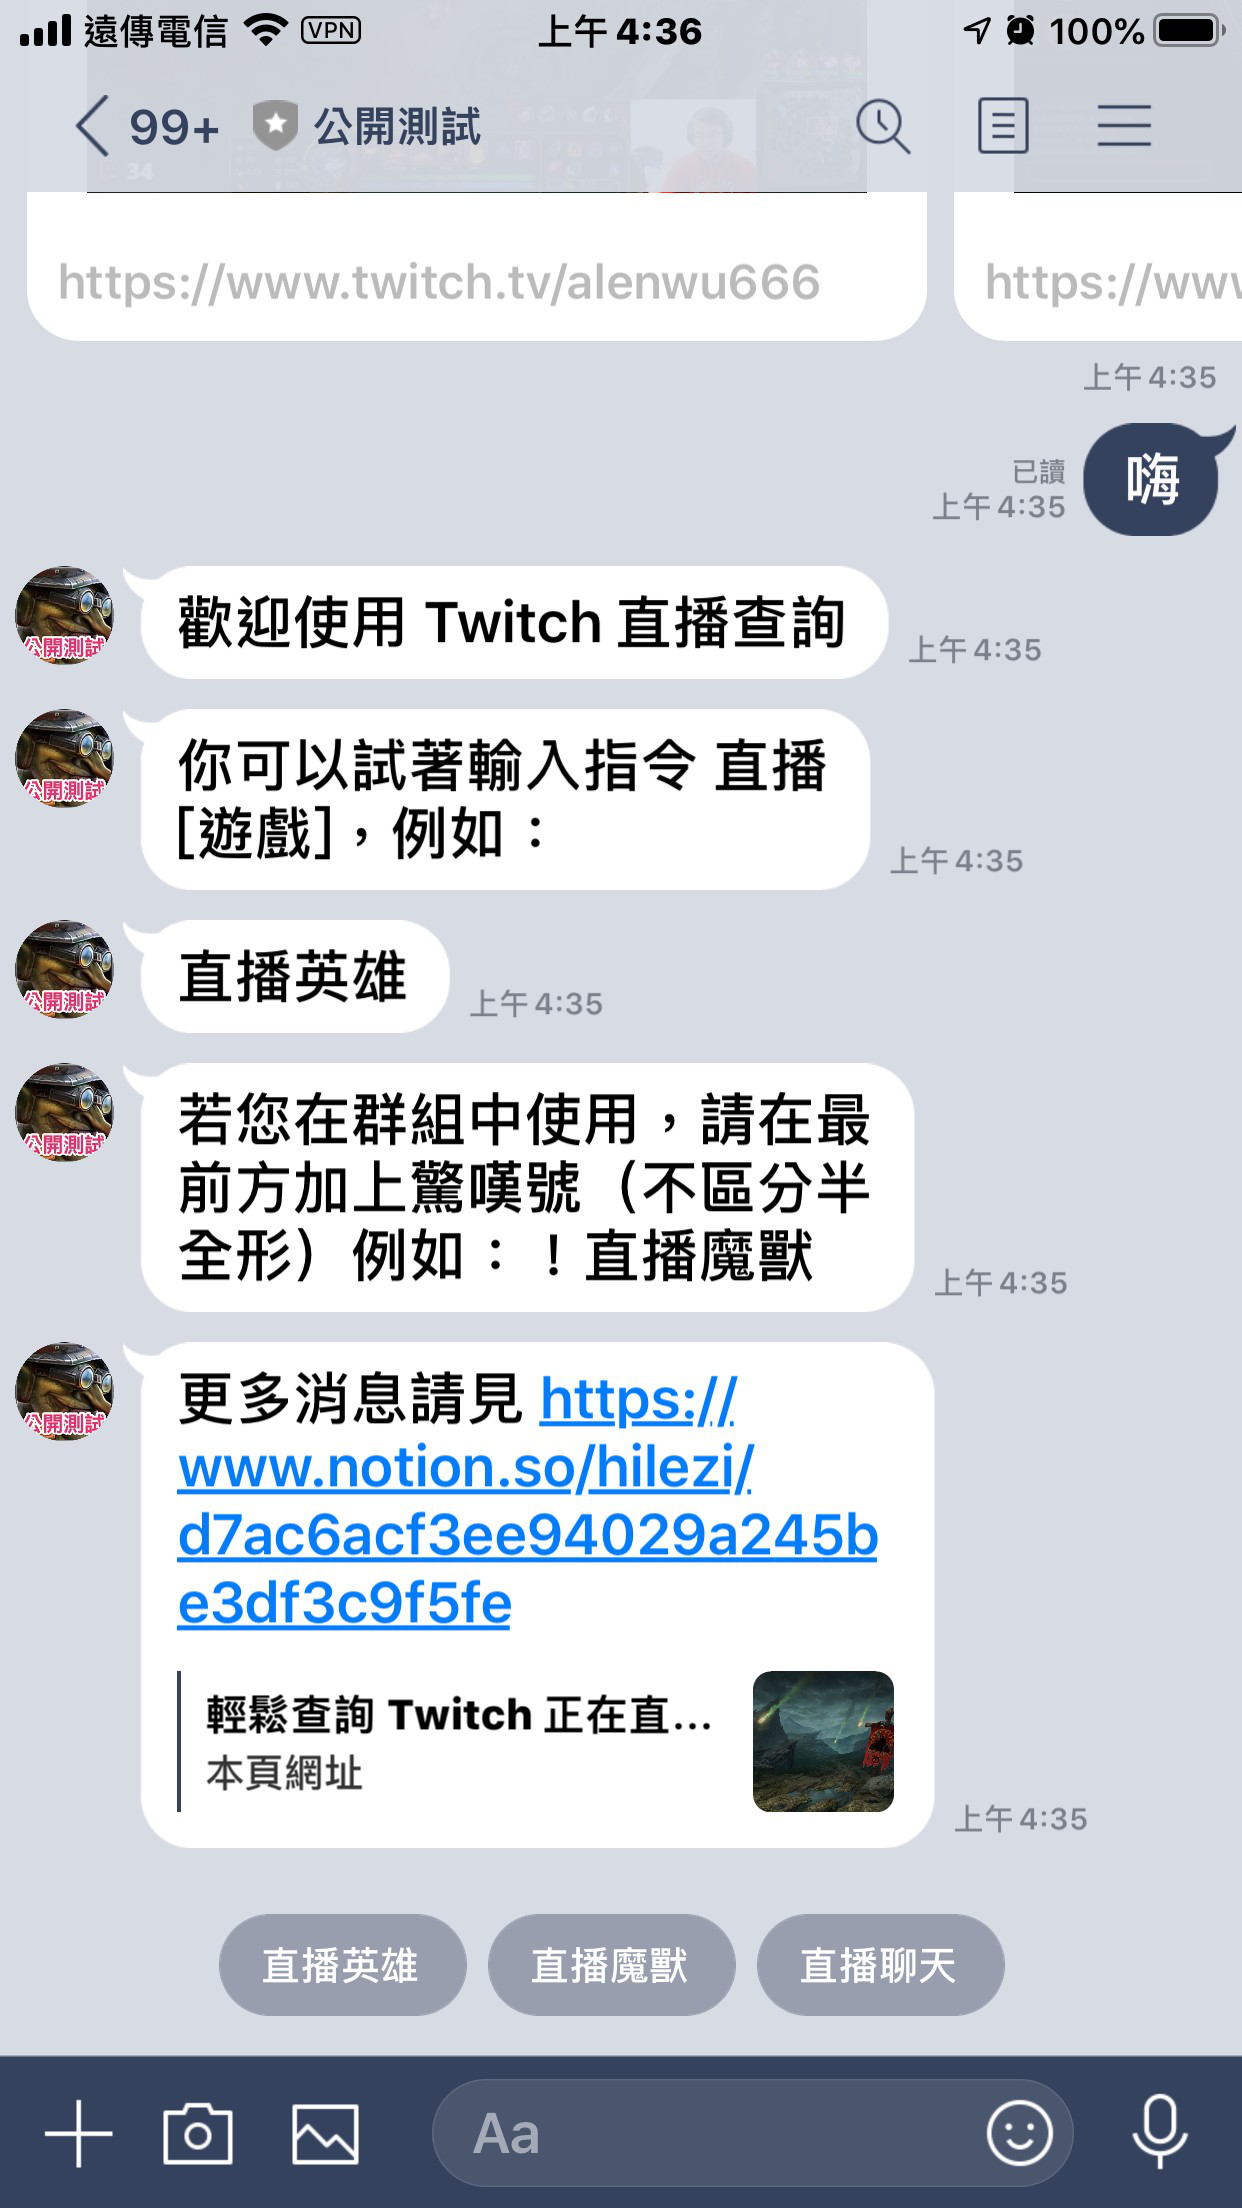 遠傳電信 VPN 上午 4:36 100%
99+ 公開測試
34
https://www.twitch.tv/alenwu666
https://www
上午 4:35
已讀
上午 4:35
嗨
公開測試
歡迎使用 Twitch 直播查詢
上午 4:35
公開測試
你可以試著輸入指令 直播
[遊戲]，例如：
上午 4:35
公開測試
直播英雄
上午 4:35
公開測試
若您在群組中使用，請在最
前方加上驚嘆號（不區分半
全形）例如：！直播魔獸
上午 4:35
公開測試
更多消息請見 https://
www.notion.so/hilezi/
d7ac6acf3ee94029a245b
e3df3c9f5fe
輕鬆查詢 Twitch 正在直...
本頁網址
上午 4:35
直播英雄
直播魔獸
直播聊天
Aa